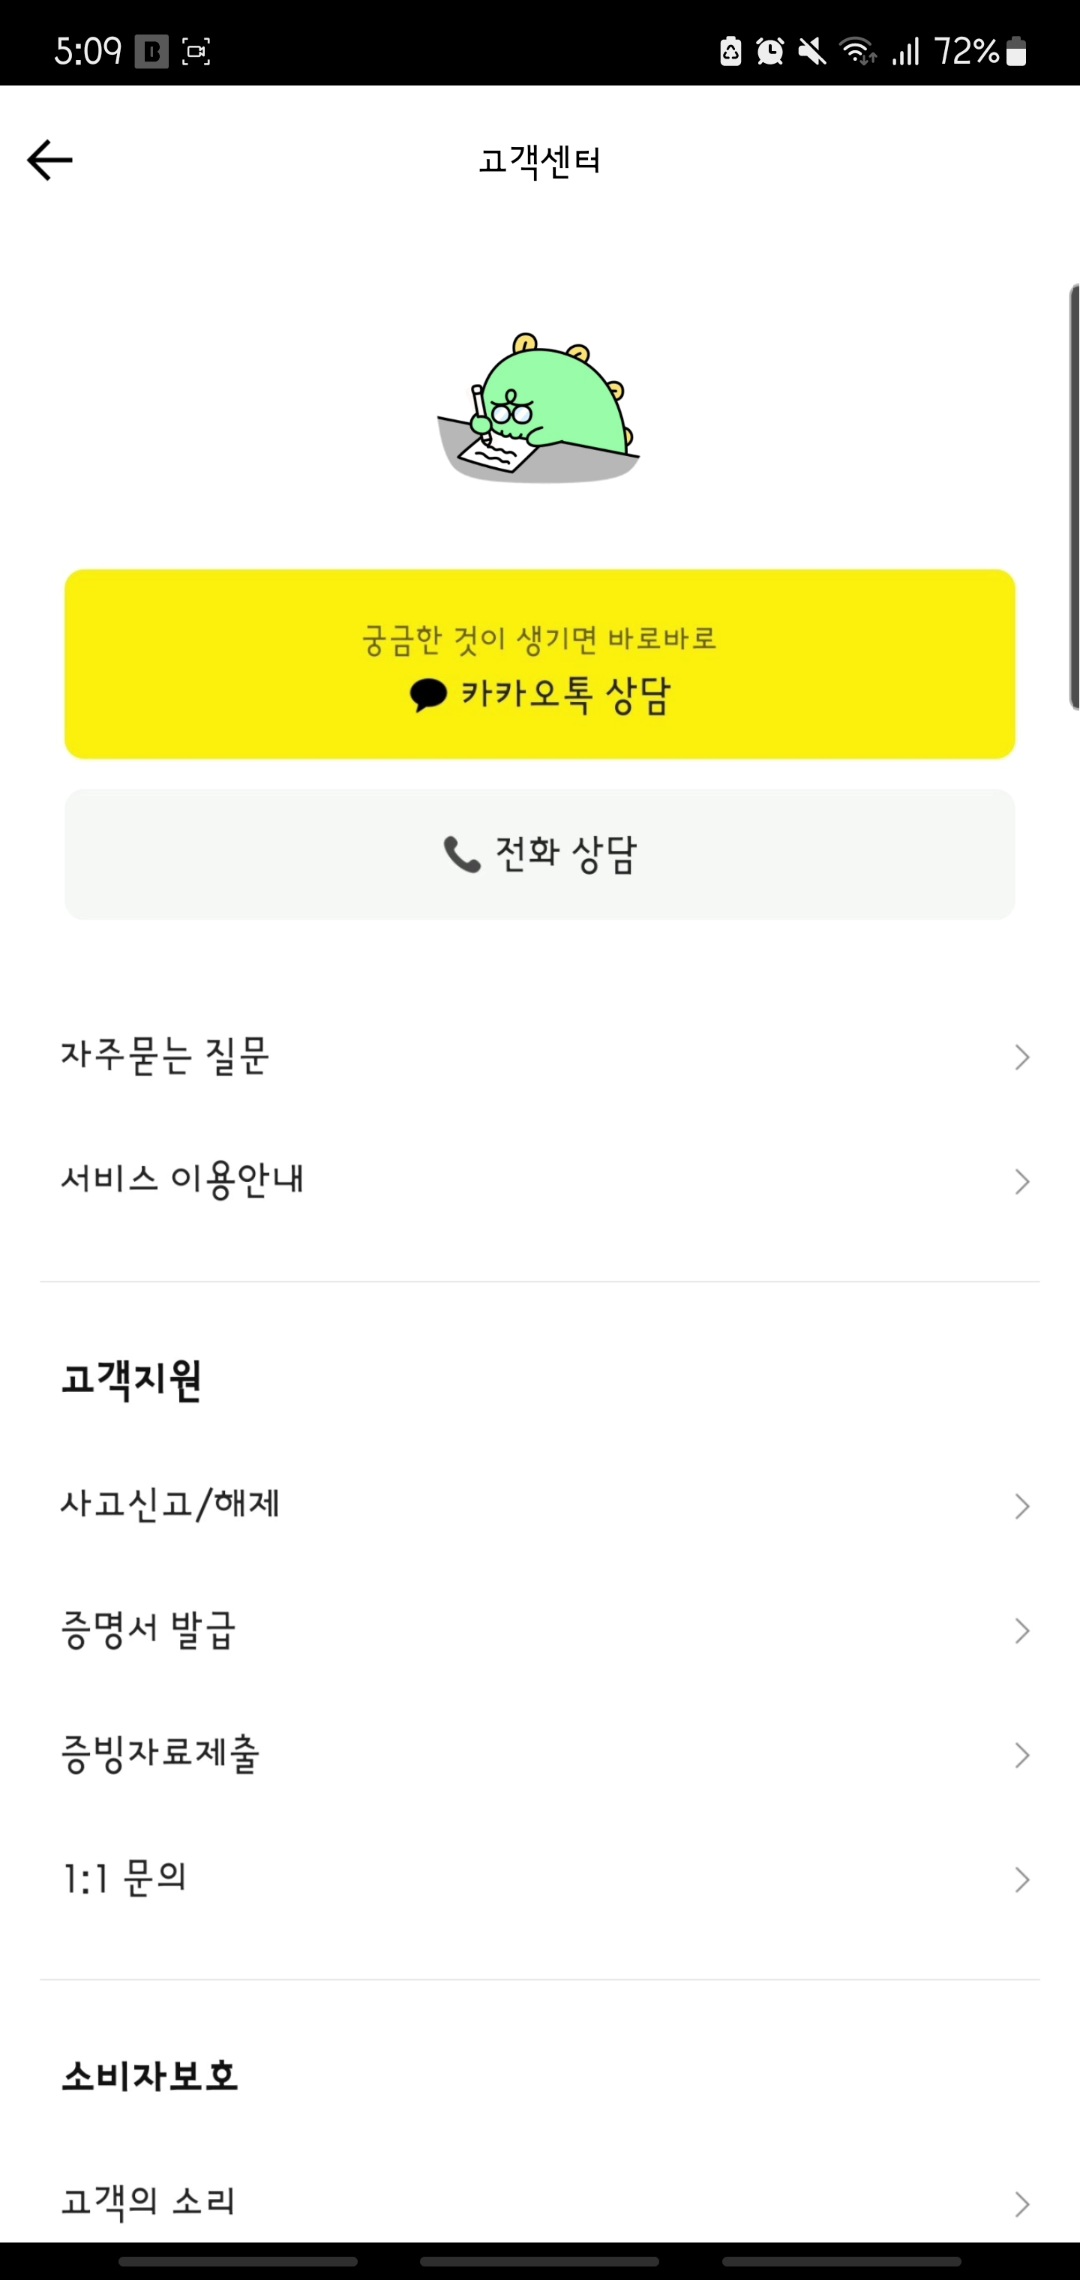 5:09 B 72%
고객센터
궁금한 것이 생기면 바로바로
카카오톡 상담
전화 상담
자주묻는 질문
서비스 이용안내
고객지원
사고신고/해제
증명서 발급
증빙자료제출
1:1 문의
소비자보호
고객의 소리